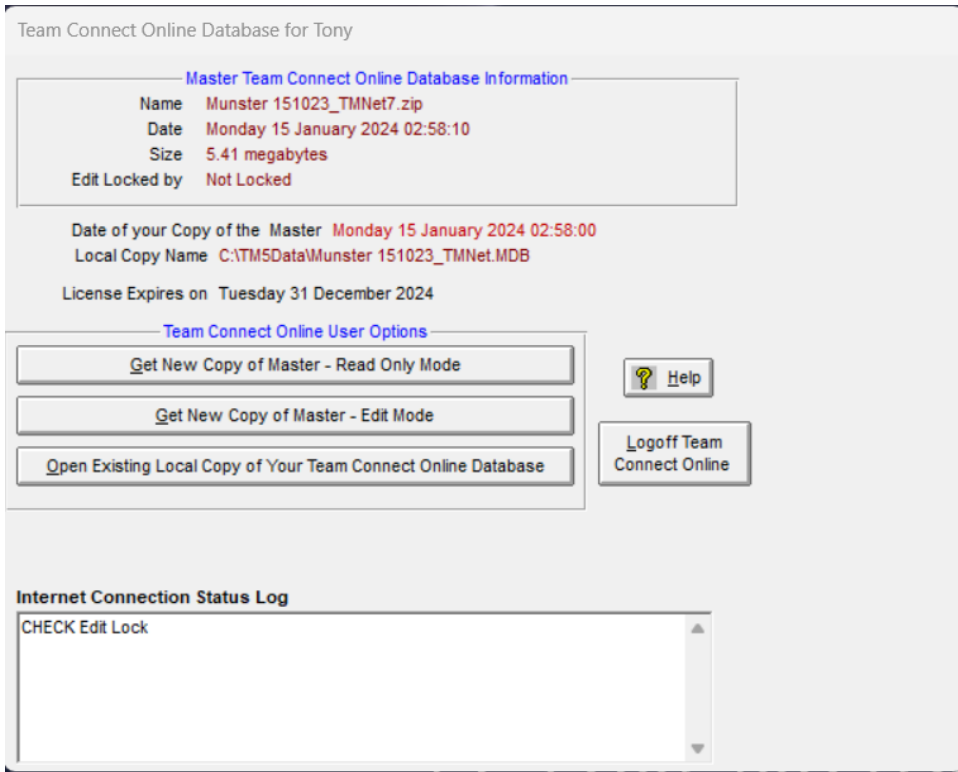 Team Connect Online Database for Tony
Master Team Connect Online Database Information
Name Munster 151023_TMNet7.zip
Date Monday 15 January 2024 02:58:10
Size 5.41 megabytes
Edit Locked by Not Locked
Date of your Copy of the Master Monday 15 January 2024 02:58:00
Local Copy Name C:\TM5Data\Munster 151023_TMNet.MDB
License Expires on Tuesday 31 December 2024
Team Connect Online User Options
Get New Copy of Master - Read Only Mode
Get New Copy of Master - Edit Mode
Open Existing Local Copy of Your Team Connect Online Database
Help
Logoff Team
Connect Online
Internet Connection Status Log
CHECK Edit Lock